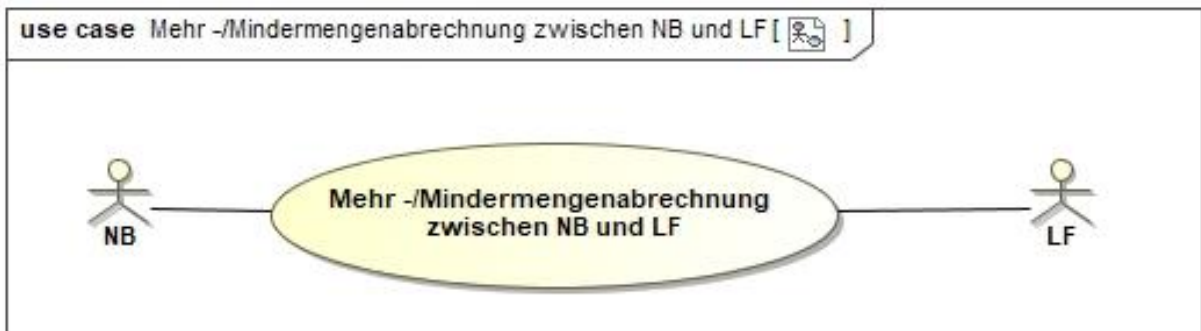 use case Mehr -/Mindermengenabrechnung zwischen NB und LF [ ]
Mehr -/Mindermengenabrechnung
zwischen NB und LF
NB
LF